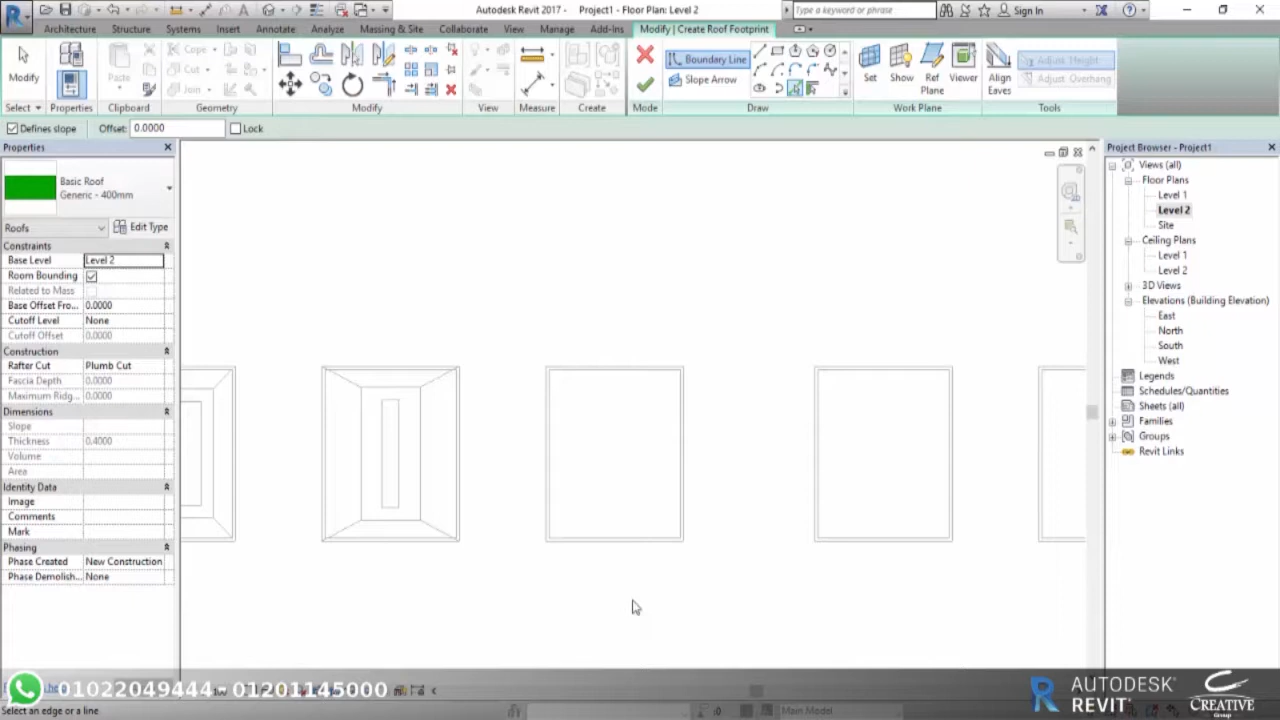 Autodesk Revit 2017 -    Project1 - Floor Plan: Level 2
Type a keyword or phrase
Sign In
Architecture  Structure  Systems  Insert  Annotate  Analyze  Massing & Site  Collaborate  View  Manage  Add-Ins  Modify | Create Roof Footprint
Modify
Properties
Paste
Cope
Cut
Join
Boundary Line
Slope Arrow
Set
Show
Ref
Plane
Viewer
Align
Eaves
Adjust Height
Adjust Overhang
Select  Properties  Clipboard  Geometry  Modify  View  Measure  Create  Mode  Draw  Work Plane  Tools
Defines slope  Offset: 0.0000  Lock
Properties
Basic Roof
Generic - 400mm
Roofs  Edit Type
Constraints
Base Level  Level 2
Room Bounding
Related to Mass
Base Offset Fro...  0.0000
Cutoff Level  None
Cutoff Offset  0.0000
Construction
Rafter Cut  Plumb Cut
Fascia Depth  0.0000
Maximum Ridg...  0.0000
Dimensions
Slope
Thickness  0.4000
Volume
Area
Identity Data
Image
Comments
Mark
Phasing
Phase Created  New Construction
Phase Demolish...  None
Project Browser - Project1
Views (all)
Floor Plans
Level 1
Level 2
Site
Ceiling Plans
Level 1
Level 2
3D Views
Elevations (Building Elevation)
East
North
South
West
Legends
Schedules/Quantities
Sheets (all)
Families
Groups
Revit Links
01022049444 - 01201145000
Select an edge or a line
:0
Main Model
AUTODESK®
REVIT®
CREATIVE
Group